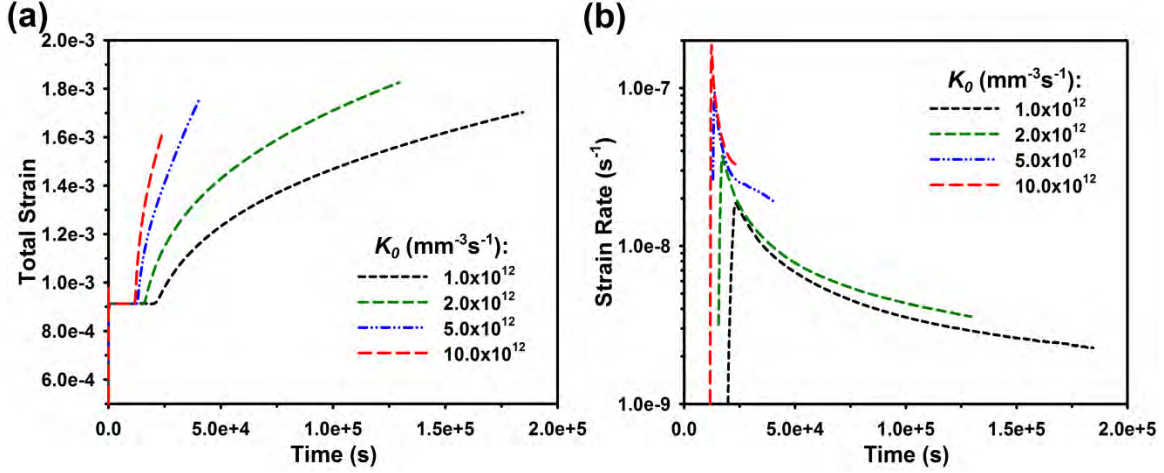 (a)
2.0e-3
1.8e-3
1.6e-3
1.4e-3
1.2e-3
1.0e-3
8.0e-4
6.0e-4
Total Strain
K₀ (mm⁻³s⁻¹):
1.0x10¹²
2.0x10¹²
5.0x10¹²
10.0x10¹²
0.0
5.0e+4
1.0e+5
1.5e+5
2.0e+5
Time (s)
(b)
1.0e-7
1.0e-8
1.0e-9
Strain Rate (s⁻¹)
K₀ (mm⁻³s⁻¹):
1.0x10¹²
2.0x10¹²
5.0x10¹²
10.0x10¹²
0.0
5.0e+4
1.0e+5
1.5e+5
2.0e+5
Time (s)